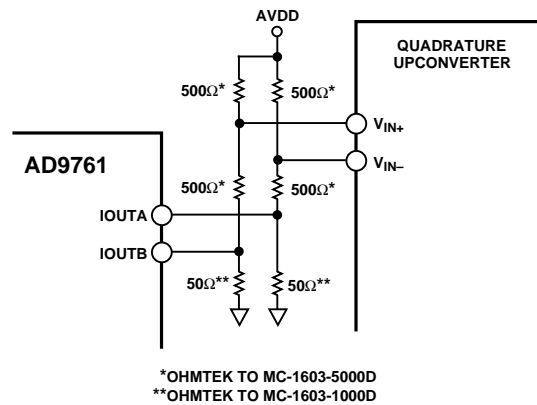 AVDD
QUADRATURE
UPCONVERTER
500Ω*
500Ω*
VIN+
VIN–
AD9761
500Ω*
500Ω*
IOUTA
IOUTB
50Ω**
50Ω**
*OHMTEK TO MC-1603-5000D
**OHMTEK TO MC-1603-1000D